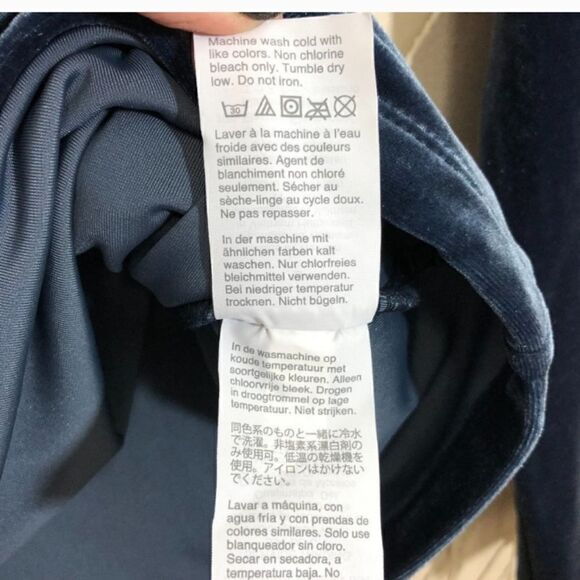 Machine wash cold with
like colors. Non chlorine
bleach only. Tumble dry
low. Do not iron.
30
Laver à la machine à l'eau
froide avec des couleurs
similaires. Agent de
blanchiment non chloré
seulement. Sécher au
sèche-linge au cycle doux.
Ne pas repasser.
In der maschine mit
ähnlichen farben kalt
waschen. Nur chlorfreies
bleichmittel verwenden.
Bei niedriger temperatur
trocknen. Nicht bügeln.
In de wasmachine op
koude temperatuur met
soortgelijke kleuren. Alleen
chloorvrije bleek. Drogen
in droogtrommel op lage
temperatuur. Niet strijken.
同色系のものと一緒に冷水
で洗濯。非塩素系漂白剤の
み使用可。低温の乾燥機を
使用。アイロンはかけない
でください。
Lavar a máquina, con
agua fría y con prendas de
colores similares. Solo use
blanqueador sin cloro.
Secar en secadora, a
temperatura baja. No